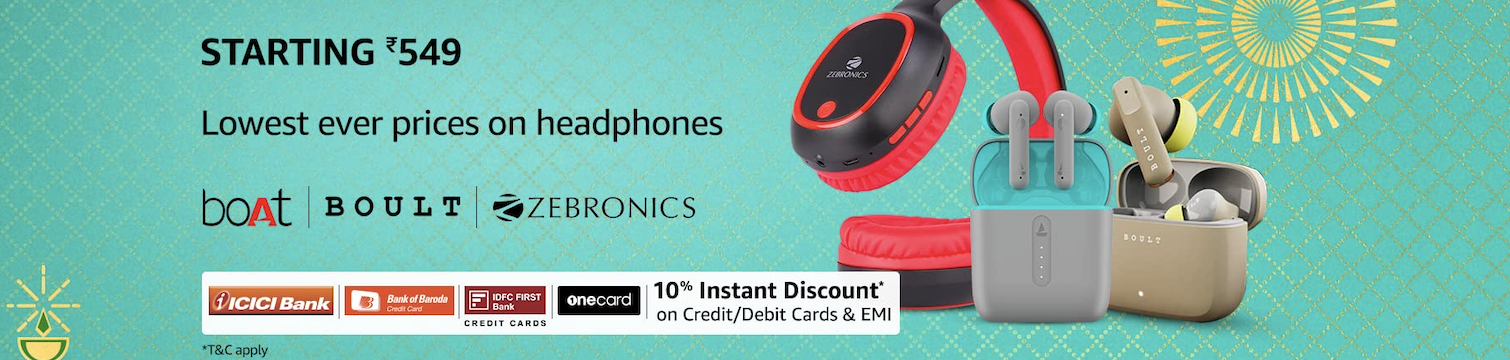 STARTING ₹549
Lowest ever prices on headphones
boAt
BOULT
ZEBRONICS
ICICI Bank
Bank of Baroda
Credit Card
IDFC FIRST
Bank
CREDIT CARDS
onecard
10% Instant Discount*
on Credit/Debit Cards & EMI
*T&C apply
ZEBRONICS
BOULT
BOULT